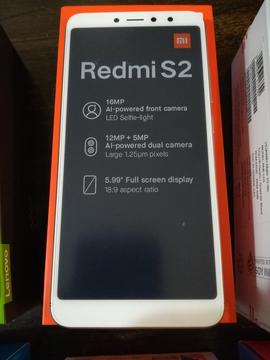 mi
Redmi S2
16MP
AI-powered front camera
LED Selfie-light
12MP + 5MP
AI-powered dual camera
Large 1.25μm pixels
5.99" Full screen display
18:9 aspect ratio
Lenovo